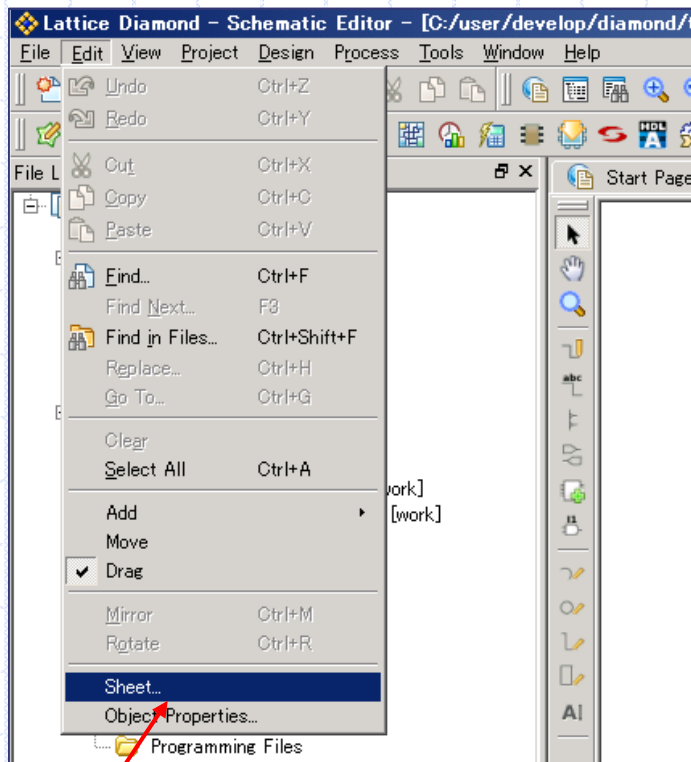 Lattice Diamond - Schematic Editor - [C:/user/develop/diamond/
File Edit View Project Design Process Tools Window Help
Undo Ctrl+Z
Redo Ctrl+Y
Cut Ctrl+X
Copy Ctrl+C
Paste Ctrl+V
Find... Ctrl+F
Find Next... F3
Find in Files... Ctrl+Shift+F
Replace... Ctrl+H
Go To... Ctrl+G
Clear
Select All Ctrl+A
Add
Move
Drag
Mirror Ctrl+M
Rotate Ctrl+R
Sheet...
Object Properties...
File L
Start Page
work]
[work]
Programming Files
HDL
A
abc
AI